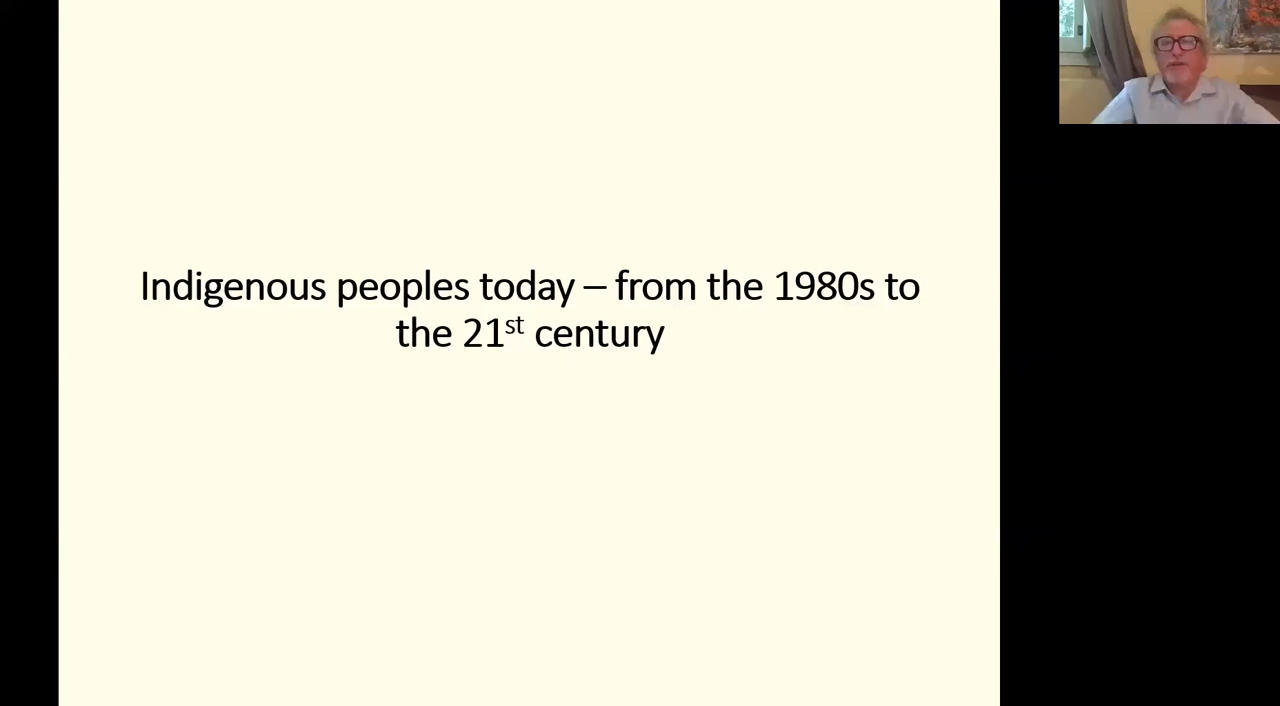 Indigenous peoples today – from the 1980s to
the 21st century